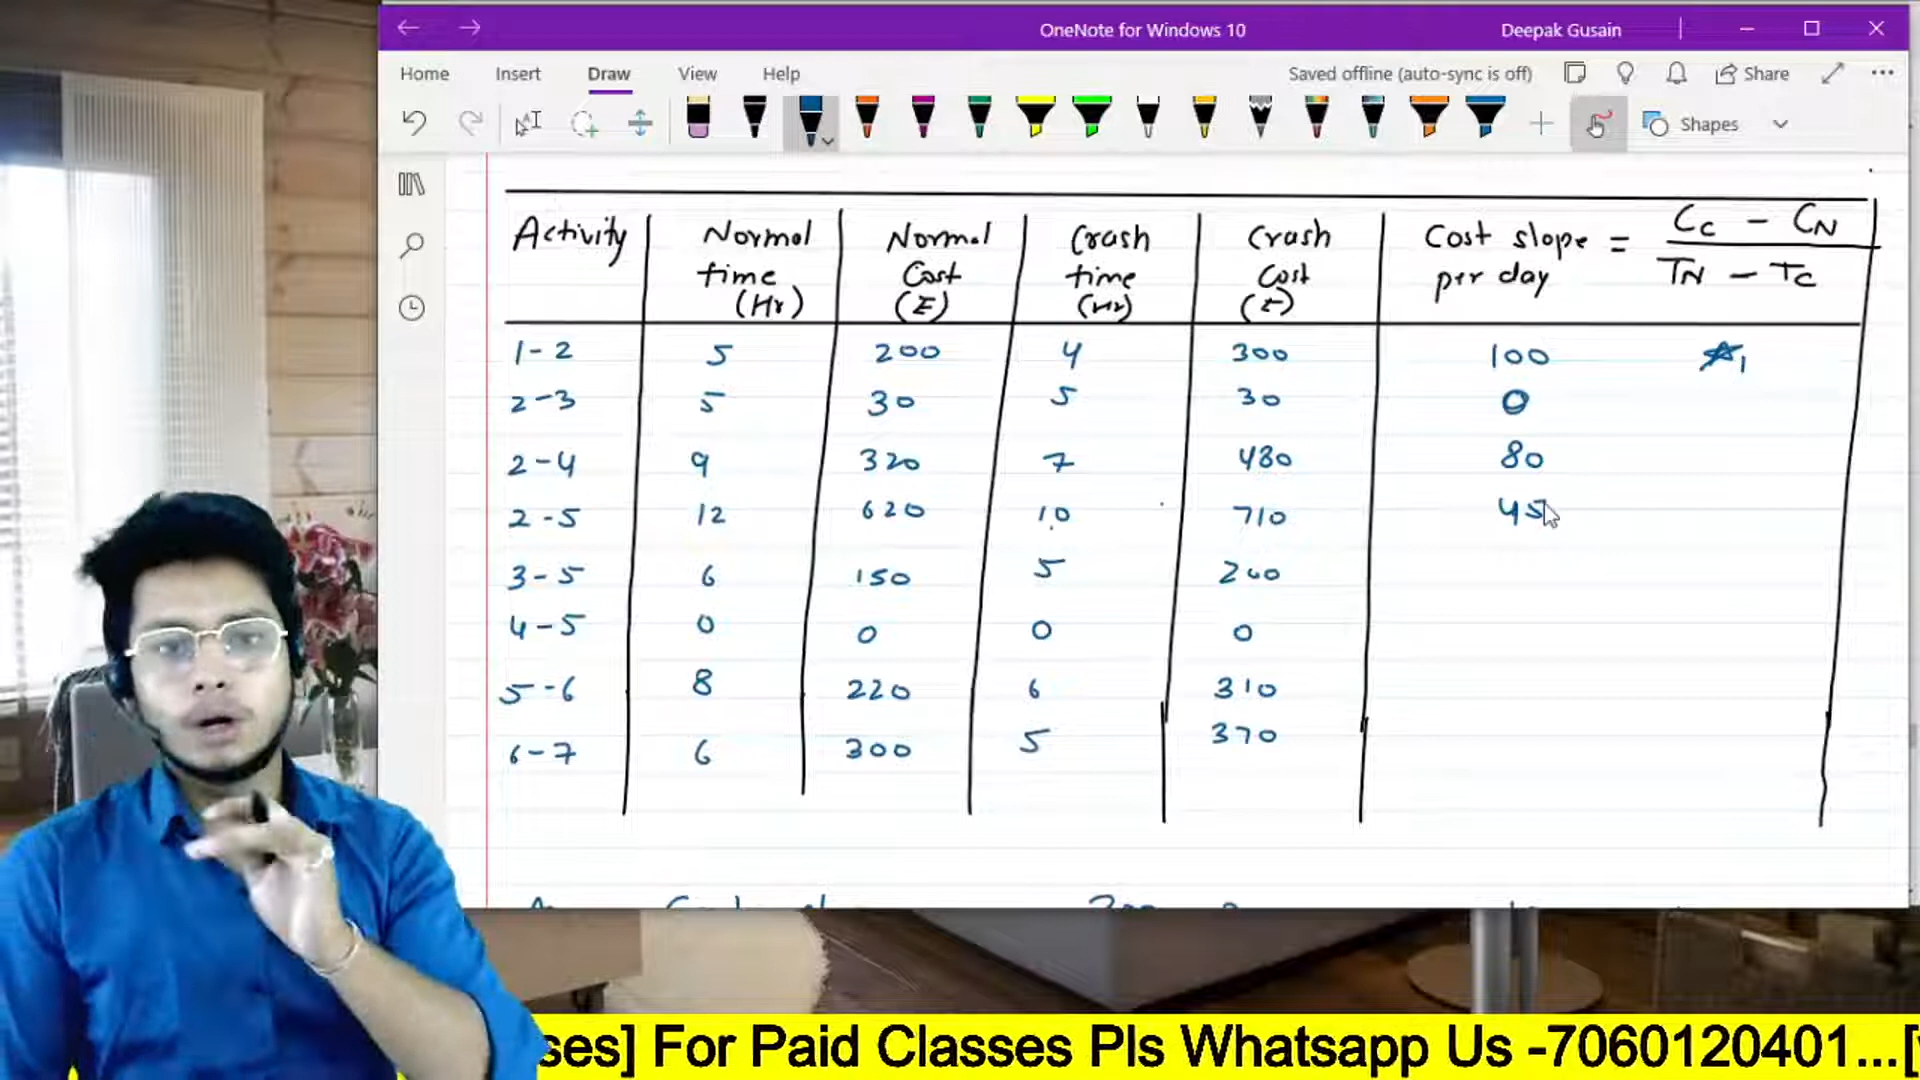 OneNote for Windows 10
Deepak Gusain
Home Insert Draw View Help
Saved offline (auto-sync is off)
Share
Shapes
Activity
Normal time (Hr)
Normal Cost (₤)
Crash time (Hr)
Crash Cost (₤)
Cost slope per day = Cc - CN / TN - Tc
1-2 5 200 4 300 100 1
2-3 5 30 5 30 0
2-4 9 320 7 480 80
2-5 12 620 10 710 45
3-5 6 150 5 200
4-5 0 0 0 0
5-6 8 220 6 310
6-7 6 300 5 370
ses] For Paid Classes Pls Whatsapp Us -7060120401...[